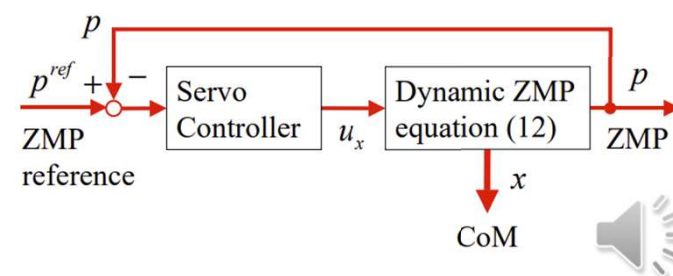 p
p^ref + −
ZMP
reference
Servo
Controller
u_x
Dynamic ZMP
equation (12)
p
ZMP
x
CoM